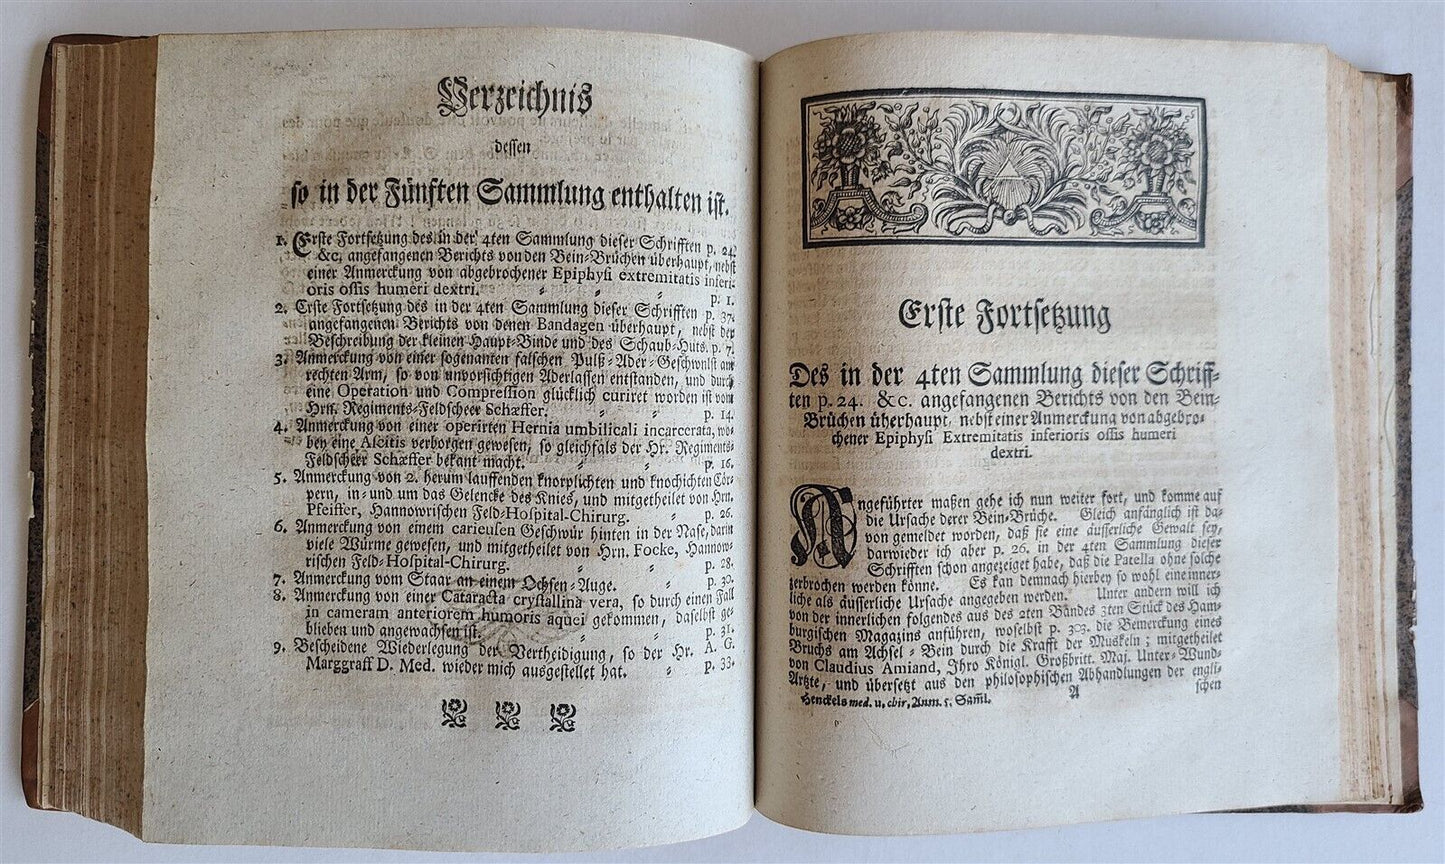 Verzeichnis
dessen
so in der Fünften Sammlung enthalten ist.
1. Erste Fortsetzung des in der 4ten Sammlung dieser Schrifften p. 24.
&c. angefangenen Berichts von den Bein-Brüchen überhaupt, nebst
einer Anmerckung von abgebrochener Epiphysi extremitatis inferi-
oris ossis humeri dextri. p. 1.
2. Erste Fortsetzung des in der 4ten Sammlung dieser Schrifften p. 37.
angefangenen Berichts von denen Bandagen überhaupt, nebst der
Beschreibung der kleinen Haupt-Binde und des Schaub-Huts. p. 7.
3. Anmerckung von einer sogenanten falschen Pulß-Ader-Geschwulst am
rechten Arm, so von unvorsichtigen Aderlassen entstanden, und durch
eine Operation und Compression glücklich curiret worden ist vom
Hrn. Regiments-Feldscheer Schæffer. p. 14.
4. Anmerckung von einer operirten Hernia umbilicali incarcerata, wo-
bey eine Ascitis verborgen gewesen, so gleichfals der Hr. Regiments-
Feldscheer Schæffer bekant macht. p. 16.
5. Anmerckung von 2. herum lauffenden knorplichten und knochichten Cör-
pern, in- und um das Gelencke des Knies, und mitgetheilet von Hrn.
Pfeiffer, Hannowrischen Feld-Hospital-Chirurg. p. 26.
6. Anmerckung von einem carieusen Geschwür hinten in der Nase, darin
viele Würme gewesen, und mitgetheilet von Hrn. Focke, Hannow-
rischen Feld-Hospital-Chirurg. p. 28.
7. Anmerckung vom Staar an einem Ochsen-Auge. p. 30.
8. Anmerckung von einer Cataracta crystallina vera, so durch einen Fall
in cameram anteriorem humoris aquei gekommen, daselbst ge-
blieben und angewachsen ist. p. 31.
9. Bescheidene Wiederlegung der Vertheidigung, so der Hr. A. G.
Marggraff D. Med. wieder mich ausgestellet hat. p. 33.
Erste Fortsetzung
Des in der 4ten Sammlung dieser Schriff-
ten p. 24. &c. angefangenen Berichts von den Bein-
Brüchen überhaupt, nebst einer Anmerckung von abgebro-
chener Epiphysi Extremitatis inferioris ossis humeri
dextri.
Angeführter maßen gehe ich nun weiter fort, und komme auf
die Ursache derer Bein-Brüche. Gleich anfänglich ist da-
von gemeldet worden, daß sie eine äusserliche Gewalt sey,
darwieder ich aber p. 26. in der 4ten Sammlung dieser
Schrifften schon angezeiget habe, daß die Patella ohne solche
zerbrochen werden könne. Es kan demnach hierbey so wohl eine inner-
liche als äusserliche Ursache angegeben werden. Unter andern will ich
von der innerlichen folgendes aus des 2ten Bandes 3ten Stück des Ham-
burgischen Magazins anführen, woselbst p. 303. die Bemerckung eines
Bruchs am Achsel-Bein durch die Krafft der Muskeln; mitgetheilet
von Claudius Amiand, Jhro Königl. Großbritt. Maj. Unter-Wund-
Artzte, und übersetzt aus den philosophischen Abhandlungen der engli-
A schen
Henckels med. u. chir. Anm. 5. Saml.